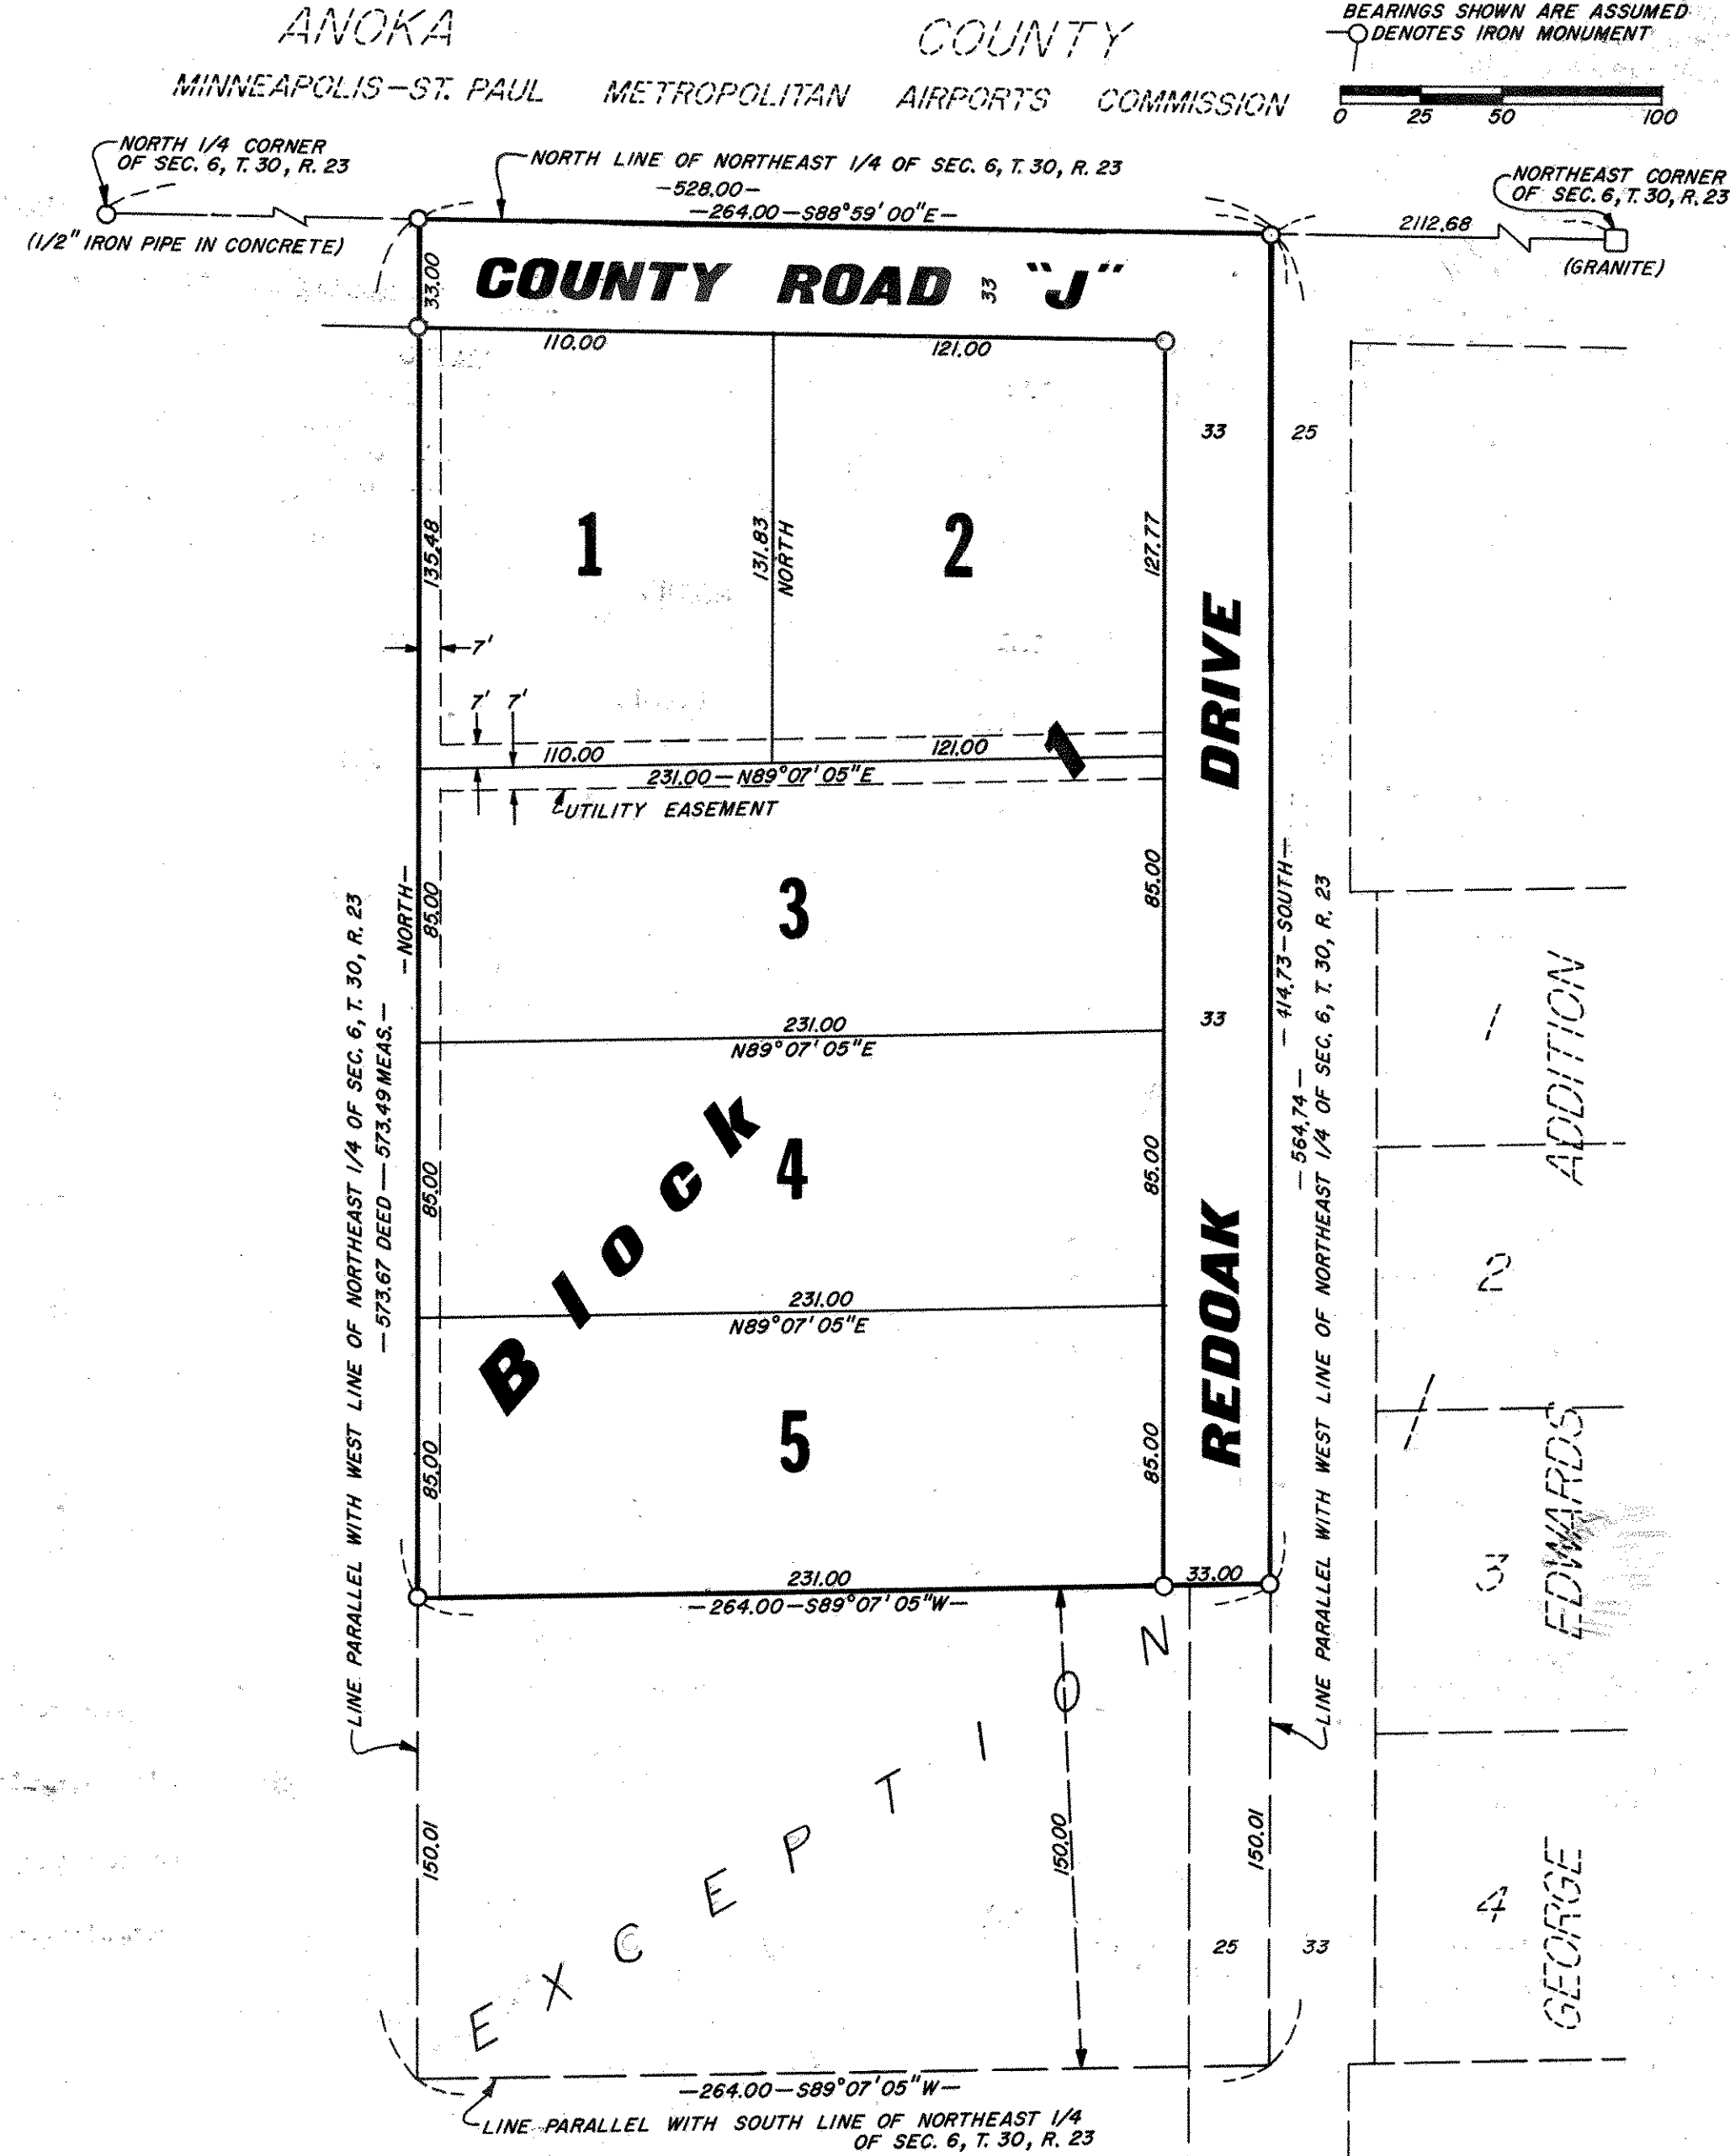 ANOKA COUNTY
MINNEAPOLIS-ST. PAUL METROPOLITAN AIRPORTS COMMISSION
BEARINGS SHOWN ARE ASSUMED
DENOTES IRON MONUMENT
0 25 50 100
NORTH 1/4 CORNER
OF SEC. 6, T. 30, R. 23
(1/2" IRON PIPE IN CONCRETE)
NORTH LINE OF NORTHEAST 1/4 OF SEC. 6, T. 30, R. 23
-528.00-
-264.00-S88°59'00"E-
NORTHEAST CORNER
OF SEC. 6, T. 30, R. 23
2112.68
(GRANITE)
33.00
COUNTY ROAD 33 "J"
110.00
121.00
33
25
135.48
1
131.83
NORTH
2
127.77
7'
7' 7'
110.00
121.00
231.00-N89°07'05"E
UTILITY EASEMENT
1
DRIVE
-NORTH-
85.00
3
85.00
231.00
N89°07'05"E
33
-414.73-SOUTH-
-564.74-
LINE PARALLEL WITH WEST LINE OF NORTHEAST 1/4 OF SEC. 6, T. 30, R. 23
-573.67 DEED-573.49 MEAS.-
LINE PARALLEL WITH WEST LINE OF NORTHEAST 1/4 OF SEC. 6, T. 30, R. 23
Block
85.00
4
85.00
231.00
N89°07'05"E
REDOAK
85.00
5
85.00
231.00
33.00
-264.00-S89°07'05"W-
EXCEPTION
150.01
150.00
150.01
25
33
-264.00-S89°07'05"W-
LINE PARALLEL WITH SOUTH LINE OF NORTHEAST 1/4
OF SEC. 6, T. 30, R. 23
1
2
1
3
4
GEORGE EDWARDS ADDITION